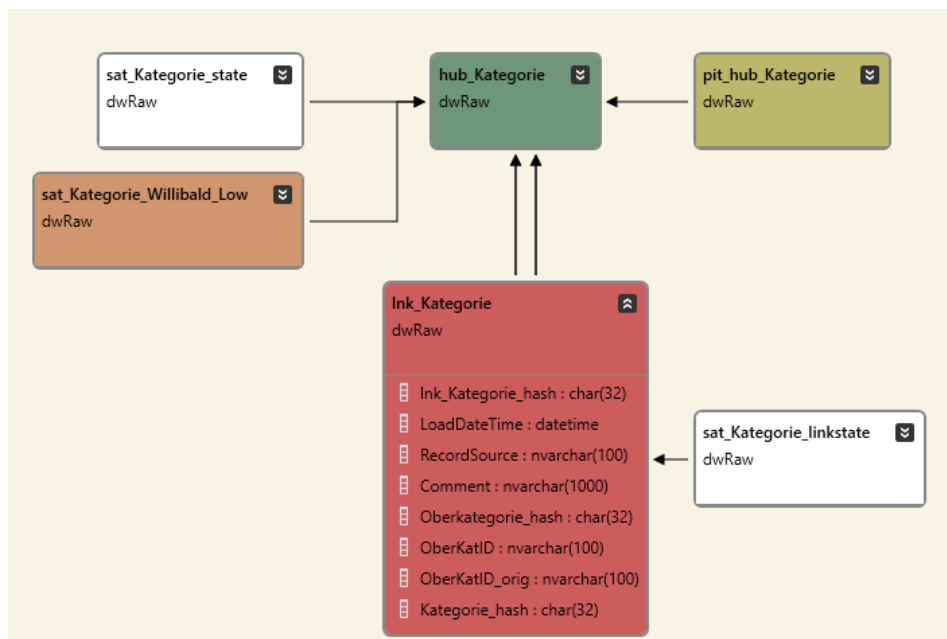 sat_Kategorie_state
dwRaw
hub_Kategorie
dwRaw
pit_hub_Kategorie
dwRaw
sat_Kategorie_Willibald_Low
dwRaw
lnk_Kategorie
dwRaw
lnk_Kategorie_hash : char(32)
LoadDateTime : datetime
RecordSource : nvarchar(100)
Comment : nvarchar(1000)
Oberkategorie_hash : char(32)
OberKatID : nvarchar(100)
OberKatID_orig : nvarchar(100)
Kategorie_hash : char(32)
sat_Kategorie_linkstate
dwRaw